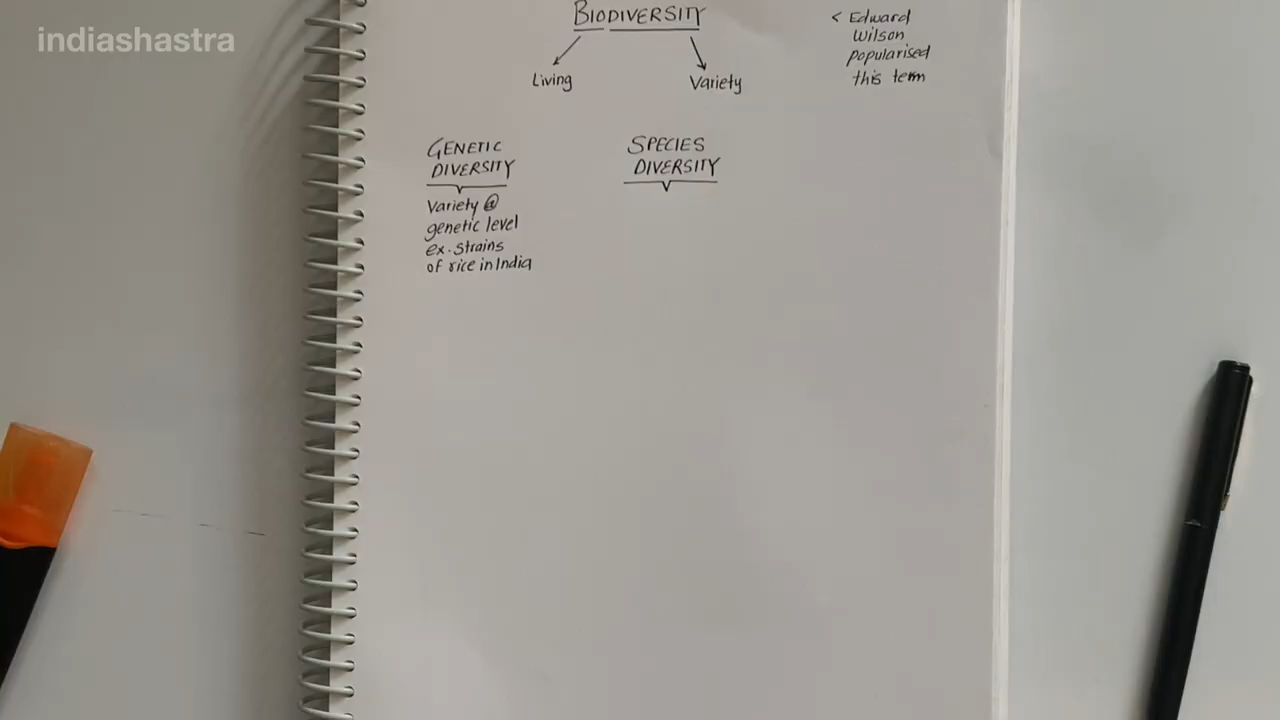 indiashastra
BIODIVERSITY
Living
Variety
< Edward
Wilson
popularised
this term
GENETIC
DIVERSITY
Variety @
genetic level
ex. strains
of rice in India
SPECIES
DIVERSITY